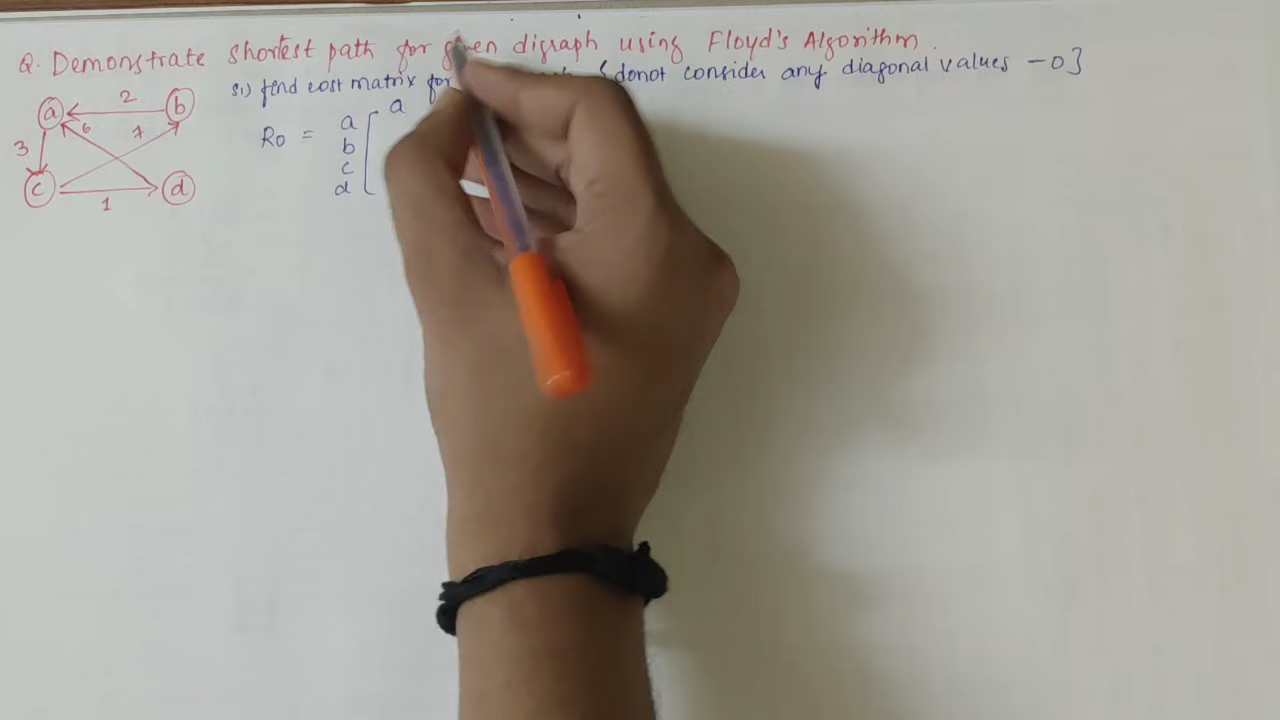 Q. Demonstrate shortest path for given digraph using Floyd's Algorithm.
S1) find cost matrix for {donot consider any diagonal values -0}
a 2 b
6 7
3
c 1 d
a
R0 = a
b
c
d